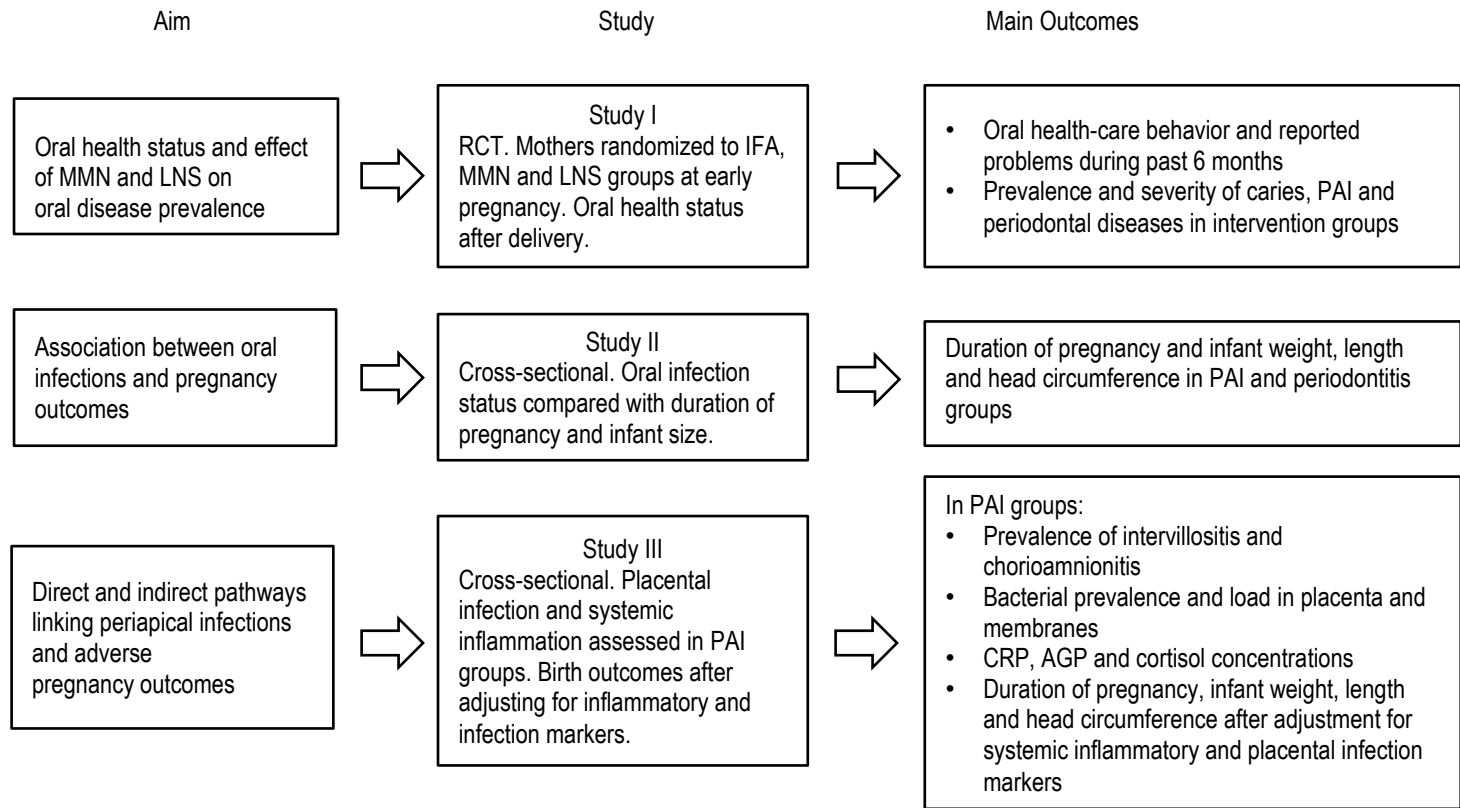 Aim
Study
Main Outcomes
Oral health status and effect
of MMN and LNS on
oral disease prevalence
Study I
RCT. Mothers randomized to IFA,
MMN and LNS groups at early
pregnancy. Oral health status
after delivery.
• Oral health-care behavior and reported
problems during past 6 months
• Prevalence and severity of caries, PAI and
periodontal diseases in intervention groups
Association between oral
infections and pregnancy
outcomes
Study II
Cross-sectional. Oral infection
status compared with duration of
pregnancy and infant size.
Duration of pregnancy and infant weight, length
and head circumference in PAI and periodontitis
groups
Direct and indirect pathways
linking periapical infections
and adverse
pregnancy outcomes
Study III
Cross-sectional. Placental
infection and systemic
inflammation assessed in PAI
groups. Birth outcomes after
adjusting for inflammatory and
infection markers.
In PAI groups:
• Prevalence of intervillositis and
chorioamnionitis
• Bacterial prevalence and load in placenta and
membranes
• CRP, AGP and cortisol concentrations
• Duration of pregnancy, infant weight, length
and head circumference after adjustment for
systemic inflammatory and placental infection
markers